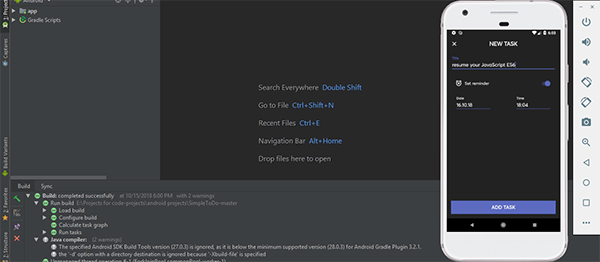 Android
1: Project
app
Gradle Scripts
Captures
Build Variants
2: Favorites
Z: Structure
Search Everywhere Double Shift
Go to File Ctrl+Shift+N
Recent Files Ctrl+E
Navigation Bar Alt+Home
Drop files here to open
Build Sync
Build: completed successfully at 10/15/2018 6:00 PM with 2 warnings
Run build E:\Projects for code-projects\android projects\SimpleToDo-master
Load build
Configure build
Calculate task graph
Run tasks
Java compiler: (2 warnings)
The specified Android SDK Build Tools version (27.0.3) is ignored, as it is below the minimum supported version (28.0.3) for Android Gradle Plugin 3.2.1.
the '-d' option with a directory destination is ignored because '-Xbuild-file' is specified
6:03
NEW TASK
Title
resume your JavaScript ES6
Set reminder
Date Time
16.10.18 18:04
ADD TASK